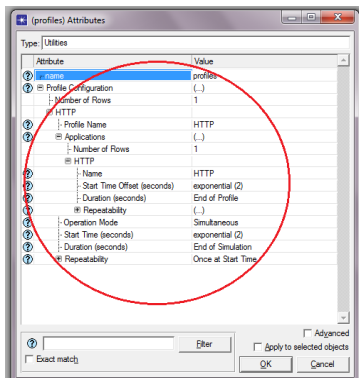 (profiles) Attributes
Type: Utilities
Attribute Value
name profiles
Profile Configuration (...)
Number of Rows 1
HTTP
Profile Name HTTP
Applications (...)
Number of Rows 1
HTTP
Name HTTP
Start Time Offset (seconds) exponential (2)
Duration (seconds) End of Profile
Repeatability (...)
Operation Mode Simultaneous
Start Time (seconds) exponential (2)
Duration (seconds) End of Simulation
Repeatability Once at Start Time
Advanced
Filter Apply to selected objects
Exact match
OK Cancel